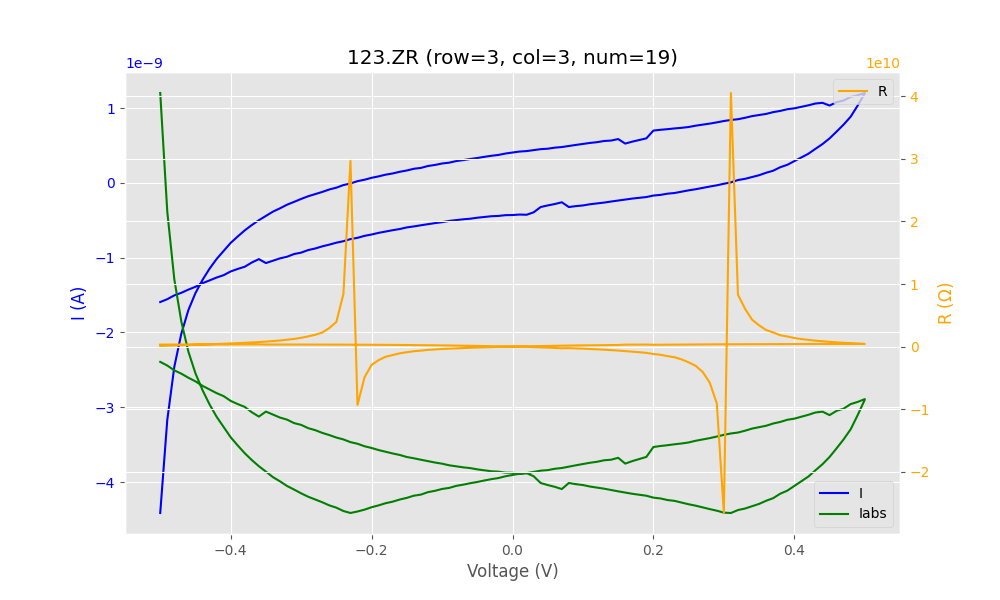 123.ZR (row=3, col=3, num=19)
1e−9
1e10
R
1
0
−1
−2
−3
−4
I (A)
4
3
2
1
0
−1
−2
R (Ω)
I
Iabs
−0.4
−0.2
0.0
0.2
0.4
Voltage (V)